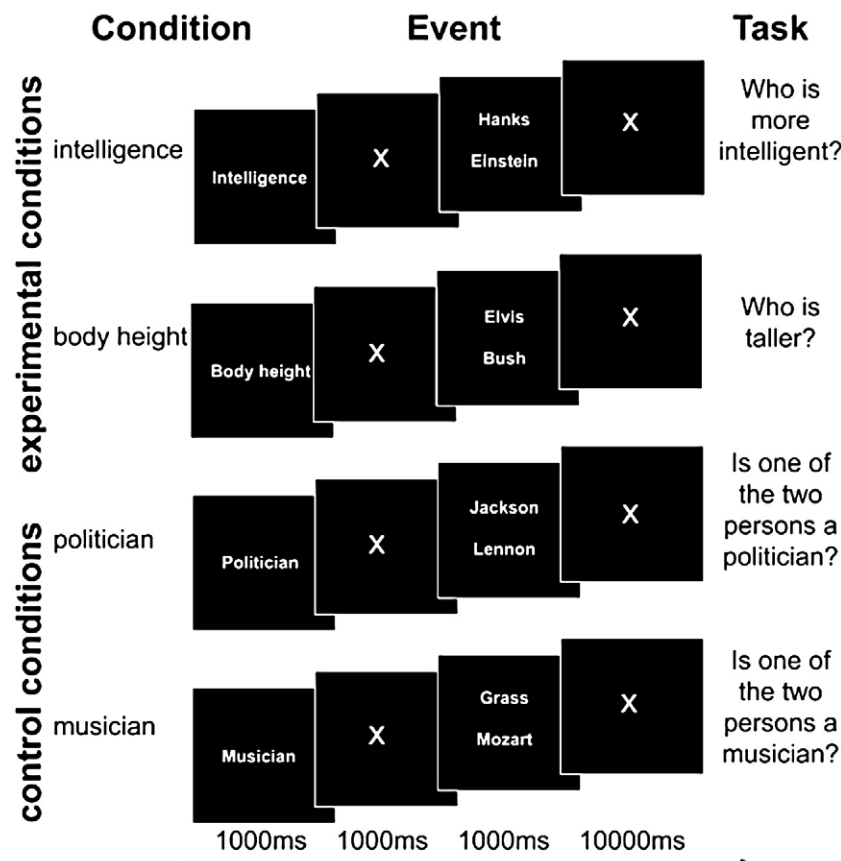 Condition Event Task
experimental conditions
intelligence
Intelligence
X
Hanks
Einstein
X
Who is
more
intelligent?
body height
Body height
X
Elvis
Bush
X
Who is
taller?
control conditions
politician
Politician
X
Jackson
Lennon
X
Is one of
the two
persons a
politician?
musician
Musician
X
Grass
Mozart
X
Is one of
the two
persons a
musician?
1000ms 1000ms 1000ms 10000ms